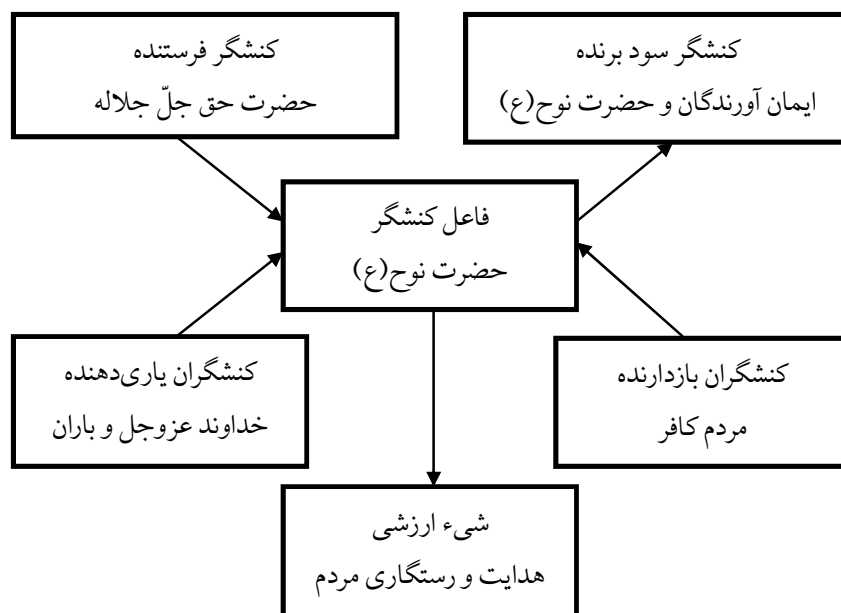 کنشگر فرستنده
حضرت حق جلّ جلاله
کنشگر سود برنده
ایمان آورندگان و حضرت نوح(ع)
فاعل کنشگر
حضرت نوح(ع)
کنشگران یاری‌دهنده
خداوند عزوجل و باران
کنشگران بازدارنده
مردم کافر
شیء ارزشی
هدایت و رستگاری مردم